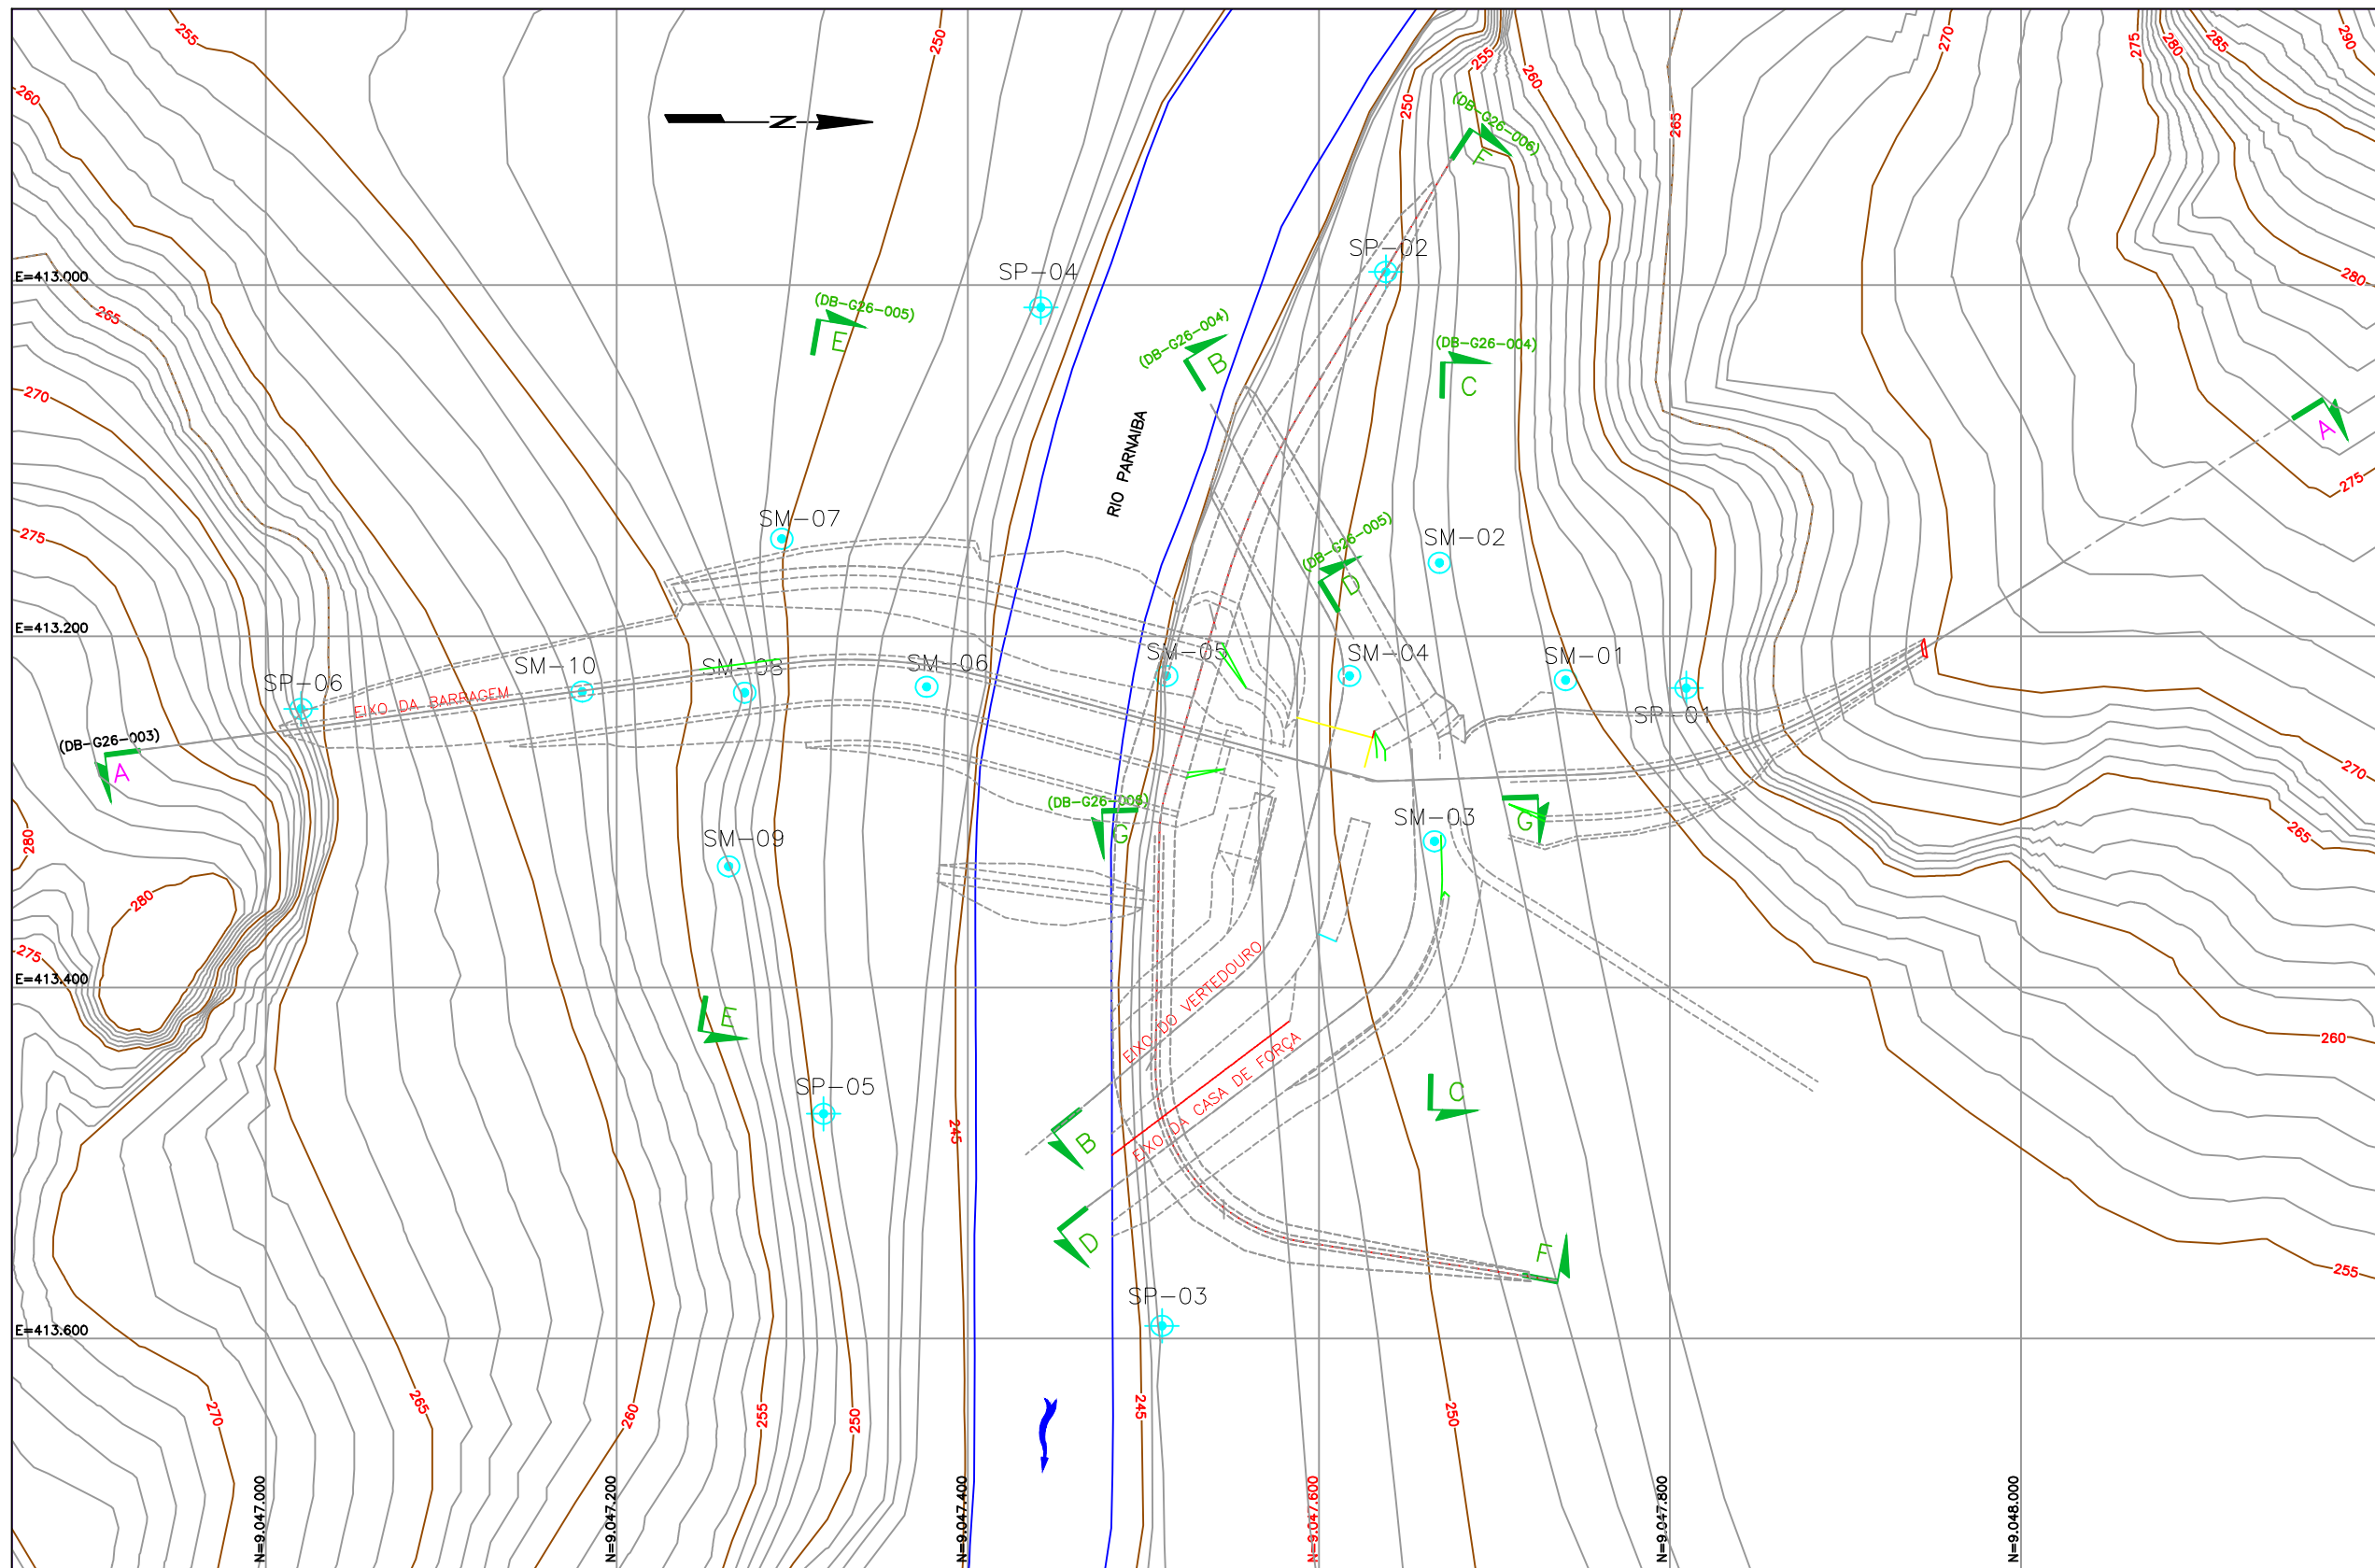 255
250
260
250
255
260
265
270
275
280
285
290
N
(DB-G26-006)
F
SP-02
SP-04
E=413.000
280
265
(DB-G26-005)
E
(DB-G26-004)
B
(DB-G26-004)
C
270
RIO PARNAIBA
A
275
SM-07
275
SM-02
(DB-G26-005)
D
E=413.200
SP-06
SM-10
SM-08
SM-06
SM-05
SM-04
SM-01
SP-01
EIXO DA BARRAGEM
(DB-G26-003)
A
270
(DB-G26-006)
G
G
SM-03
265
280
SM-09
280
275
E=413.400
EIXO DO VERTEDOURO
E
260
EIXO DA CASA DE FORÇA
SP-05
C
245
B
D
F
255
SP-03
E=413.600
270
265
260
255
250
245
250
N=9.047.000
N=9.047.200
N=9.047.400
N=9.047.600
N=9.047.800
N=9.048.000